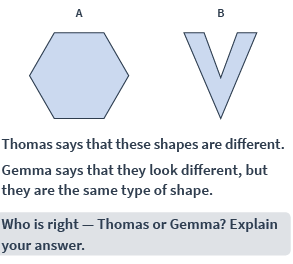 A
B
Thomas says that these shapes are different.
Gemma says that they look different, but
they are the same type of shape.
Who is right — Thomas or Gemma? Explain
your answer.